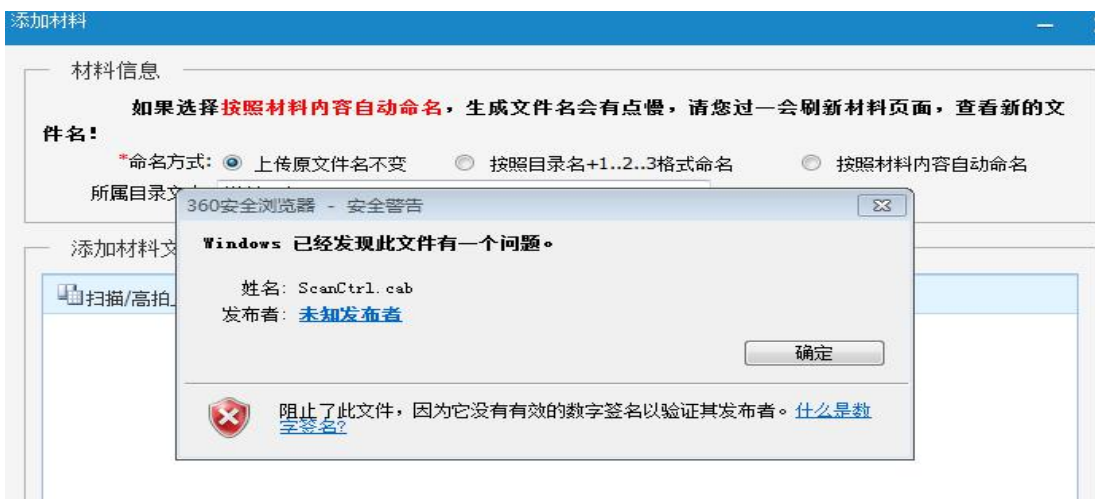 添加材料
材料信息
如果选择按照材料内容自动命名，生成文件名会有点慢，请您过一会刷新材料页面，查看新的文
件名！
*命名方式： 上传原文件名不变 按照目录名+1..2..3格式命名 按照材料内容自动命名
所属目录文
360安全浏览器 - 安全警告
Windows 已经发现此文件有一个问题。
添加材料文
姓名: ScanCtrl.cab
扫描/高拍
发布者: 未知发布者
确定
阻止了此文件，因为它没有有效的数字签名以验证其发布者。什么是数
字签名?